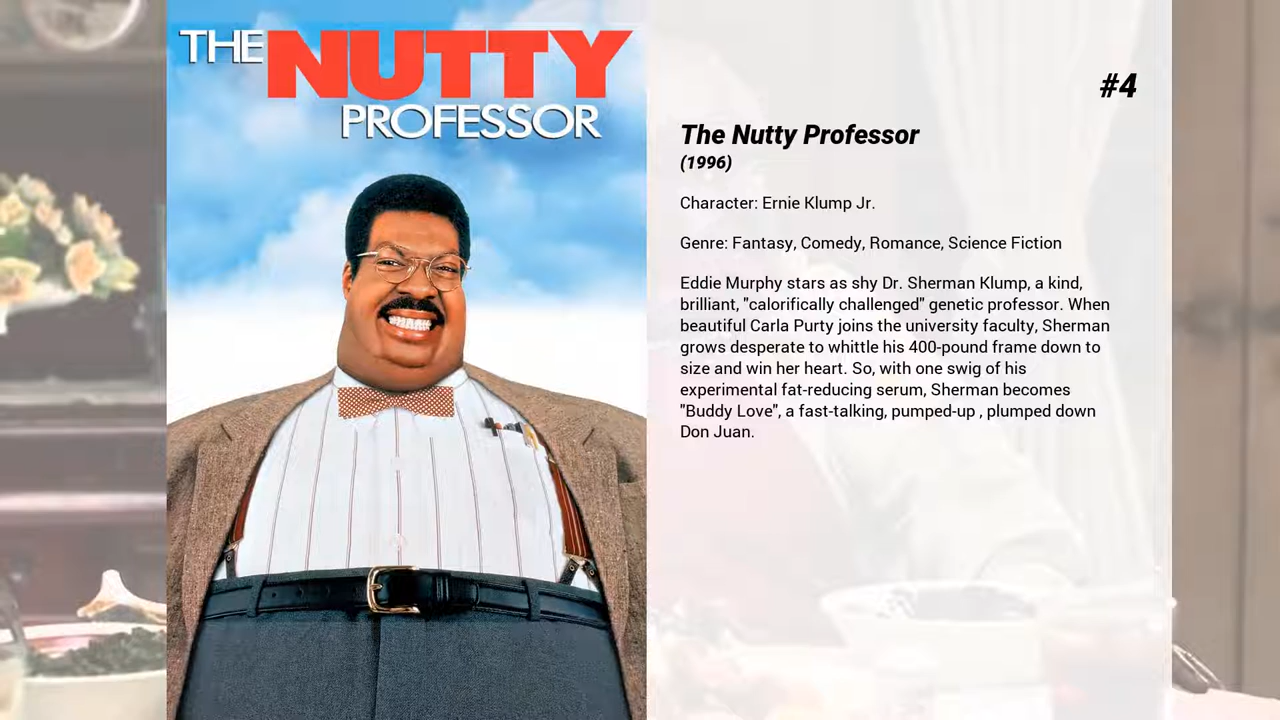 THE NUTTY
PROFESSOR
#4
The Nutty Professor
(1996)
Character: Ernie Klump Jr.
Genre: Fantasy, Comedy, Romance, Science Fiction
Eddie Murphy stars as shy Dr. Sherman Klump, a kind,
brilliant, "calorifically challenged" genetic professor. When
beautiful Carla Purty joins the university faculty, Sherman
grows desperate to whittle his 400-pound frame down to
size and win her heart. So, with one swig of his
experimental fat-reducing serum, Sherman becomes
"Buddy Love", a fast-talking, pumped-up , plumped down
Don Juan.